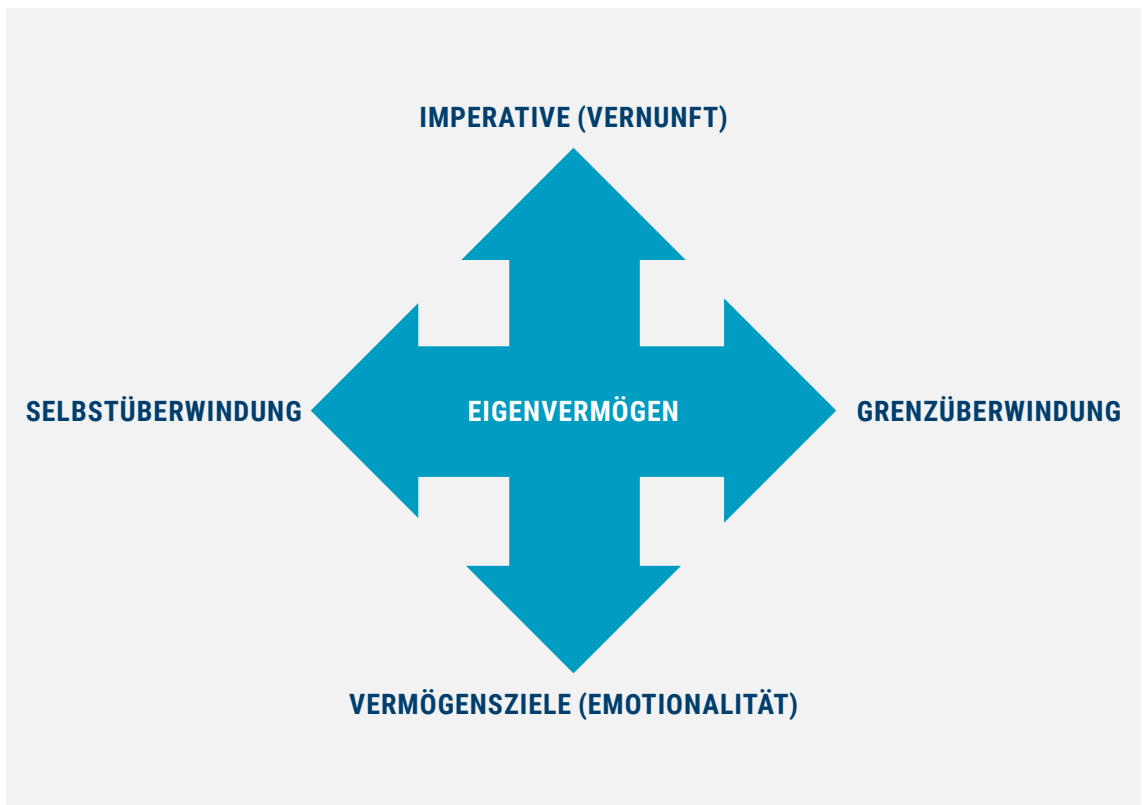 IMPERATIVE (VERNUNFT)
SELBSTÜBERWINDUNG
EIGENVERMÖGEN
GRENZÜBERWINDUNG
VERMÖGENSZIELE (EMOTIONALITÄT)